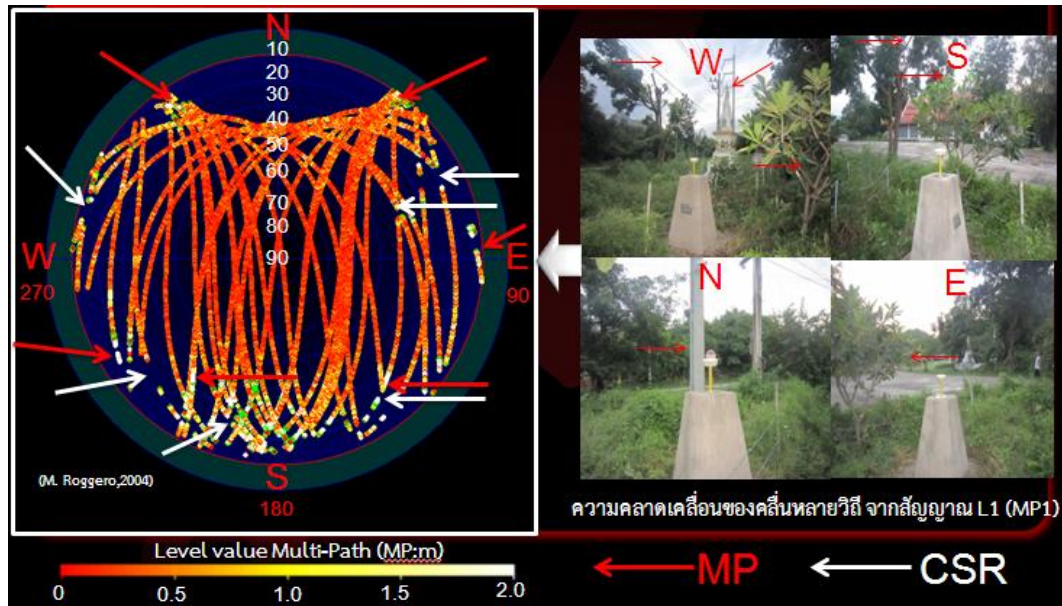 N
10
20
30
40
50
60
70
80
90
W
270
E
90
S
180
(M. Roggero,2004)
W
S
N
E
ความคลาดเคลื่อนของคลื่นหลายวิถี จากสัญญาณ L1 (MP1)
Level value Multi-Path (MP:m)
0 0.5 1.0 1.5 2.0
MP
CSR